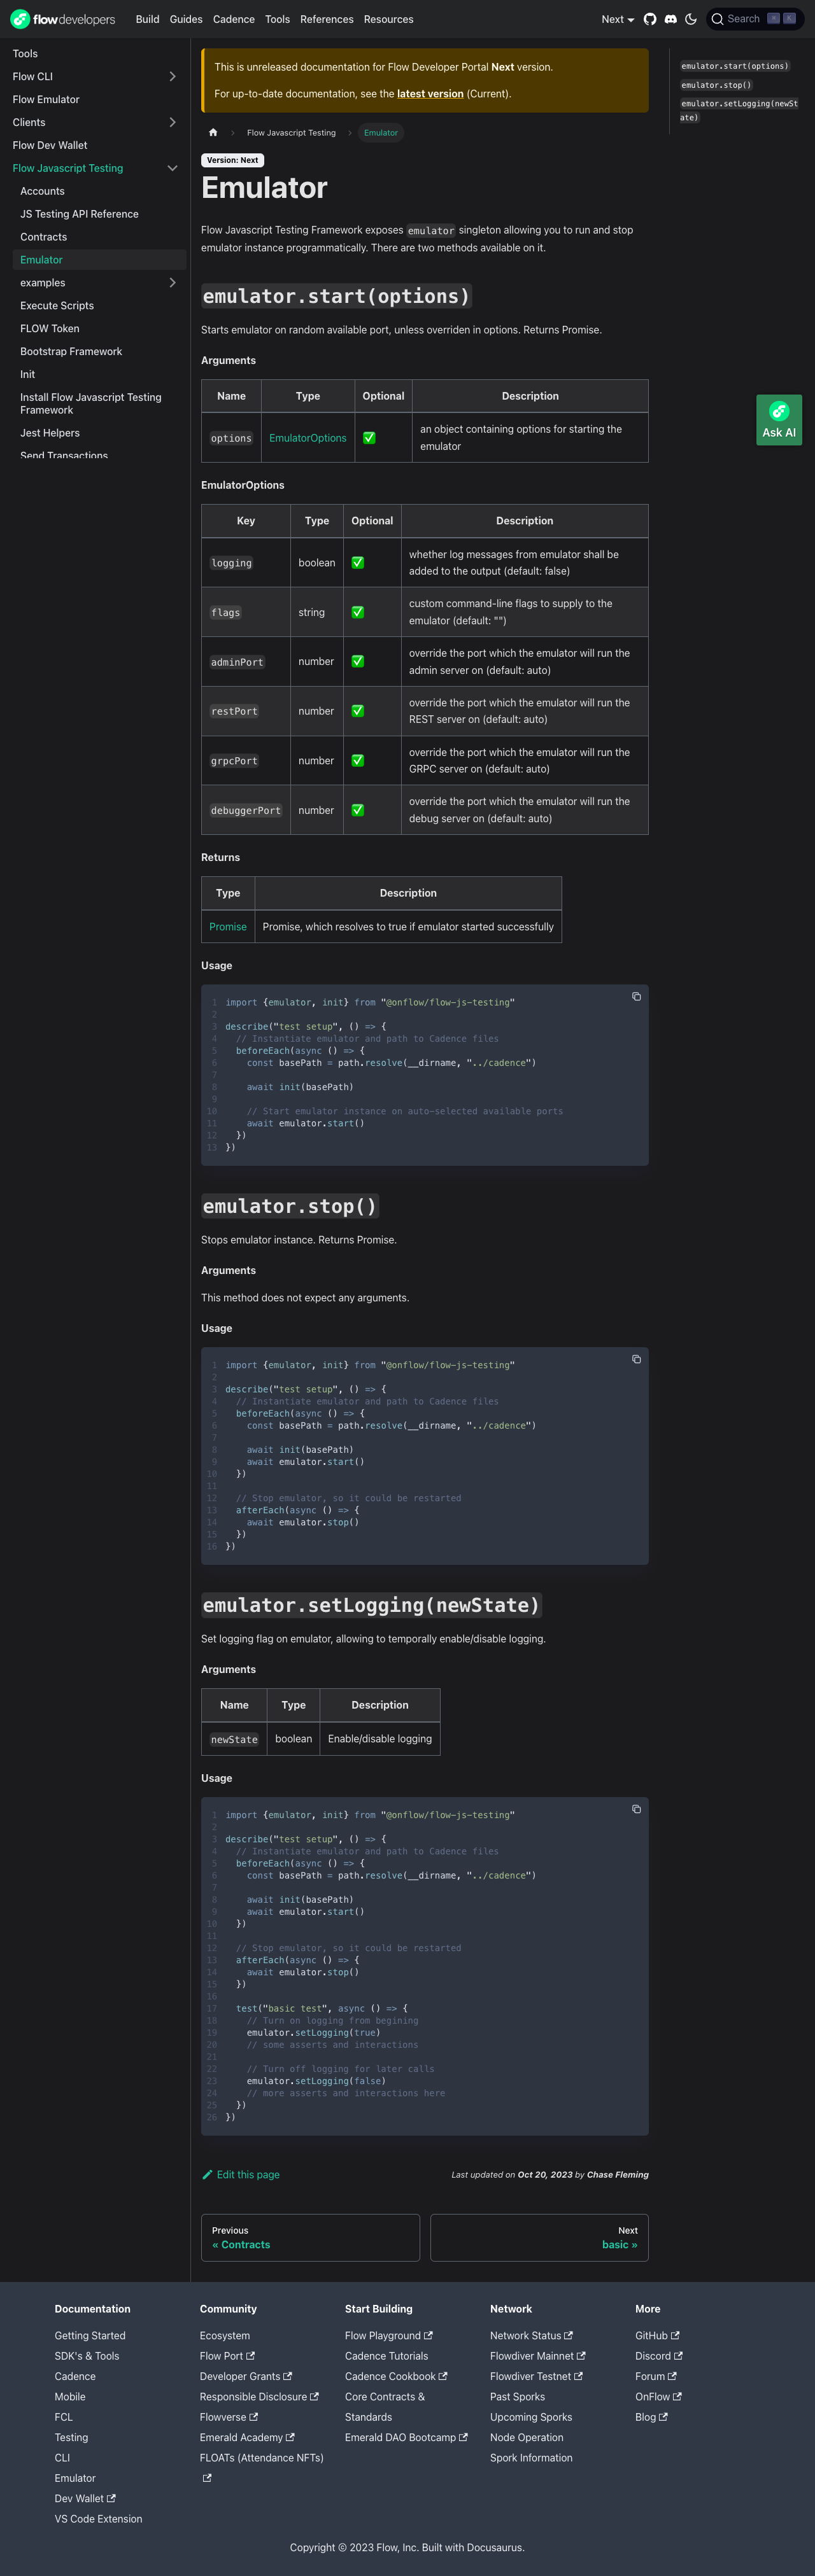 flow developers
Build Guides Cadence Tools References Resources
Next
Search
Tools
Flow CLI
Flow Emulator
Clients
Flow Dev Wallet
Flow Javascript Testing
Accounts
JS Testing API Reference
Contracts
Emulator
examples
Execute Scripts
FLOW Token
Bootstrap Framework
Init
Install Flow Javascript Testing
Framework
Jest Helpers
Send Transactions
This is unreleased documentation for Flow Developer Portal Next version.
For up-to-date documentation, see the latest version (Current).
Flow Javascript Testing
Emulator
Version: Next
Emulator
Flow Javascript Testing Framework exposes emulator singleton allowing you to run and stop
emulator instance programmatically. There are two methods available on it.
emulator.start(options)
Starts emulator on random available port, unless overriden in options. Returns Promise.
Arguments
Name Type Optional Description
options EmulatorOptions ✅ an object containing options for starting the
emulator
EmulatorOptions
Key Type Optional Description
logging boolean ✅ whether log messages from emulator shall be
added to the output (default: false)
flags string ✅ custom command-line flags to supply to the
emulator (default: "")
adminPort number ✅ override the port which the emulator will run the
admin server on (default: auto)
restPort number ✅ override the port which the emulator will run the
REST server on (default: auto)
grpcPort number ✅ override the port which the emulator will run the
GRPC server on (default: auto)
debuggerPort number ✅ override the port which the emulator will run the
debug server on (default: auto)
Returns
Type Description
Promise Promise, which resolves to true if emulator started successfully
Usage
1 import {emulator, init} from "@onflow/flow-js-testing"
2
3 describe("test setup", () => {
4 // Instantiate emulator and path to Cadence files
5 beforeEach(async () => {
6 const basePath = path.resolve(__dirname, "../cadence")
7
8 await init(basePath)
9
10 // Start emulator instance on auto-selected available ports
11 await emulator.start()
12 })
13 })
emulator.stop()
Stops emulator instance. Returns Promise.
Arguments
This method does not expect any arguments.
Usage
1 import {emulator, init} from "@onflow/flow-js-testing"
2
3 describe("test setup", () => {
4 // Instantiate emulator and path to Cadence files
5 beforeEach(async () => {
6 const basePath = path.resolve(__dirname, "../cadence")
7
8 await init(basePath)
9 await emulator.start()
10 })
11
12 // Stop emulator, so it could be restarted
13 afterEach(async () => {
14 await emulator.stop()
15 })
16 })
emulator.setLogging(newState)
Set logging flag on emulator, allowing to temporally enable/disable logging.
Arguments
Name Type Description
newState boolean Enable/disable logging
Usage
1 import {emulator, init} from "@onflow/flow-js-testing"
2
3 describe("test setup", () => {
4 // Instantiate emulator and path to Cadence files
5 beforeEach(async () => {
6 const basePath = path.resolve(__dirname, "../cadence")
7
8 await init(basePath)
9 await emulator.start()
10 })
11
12 // Stop emulator, so it could be restarted
13 afterEach(async () => {
14 await emulator.stop()
15 })
16
17 test("basic test", async () => {
18 // Turn on logging from begining
19 emulator.setLogging(true)
20 // some asserts and interactions
21
22 // Turn off logging for later calls
23 emulator.setLogging(false)
24 // more asserts and interactions here
25 })
26 })
Edit this page
Last updated on Oct 20, 2023 by Chase Fleming
Previous
« Contracts
Next
basic »
emulator.start(options)
emulator.stop()
emulator.setLogging(newSt
ate)
Ask AI
Documentation
Getting Started
SDK's & Tools
Cadence
Mobile
FCL
Testing
CLI
Emulator
Dev Wallet
VS Code Extension
Community
Ecosystem
Flow Port
Developer Grants
Responsible Disclosure
Flowverse
Emerald Academy
FLOATs (Attendance NFTs)
Start Building
Flow Playground
Cadence Tutorials
Cadence Cookbook
Core Contracts &
Standards
Emerald DAO Bootcamp
Network
Network Status
Flowdiver Mainnet
Flowdiver Testnet
Past Sporks
Upcoming Sporks
Node Operation
Spork Information
More
GitHub
Discord
Forum
OnFlow
Blog
Copyright © 2023 Flow, Inc. Built with Docusaurus.